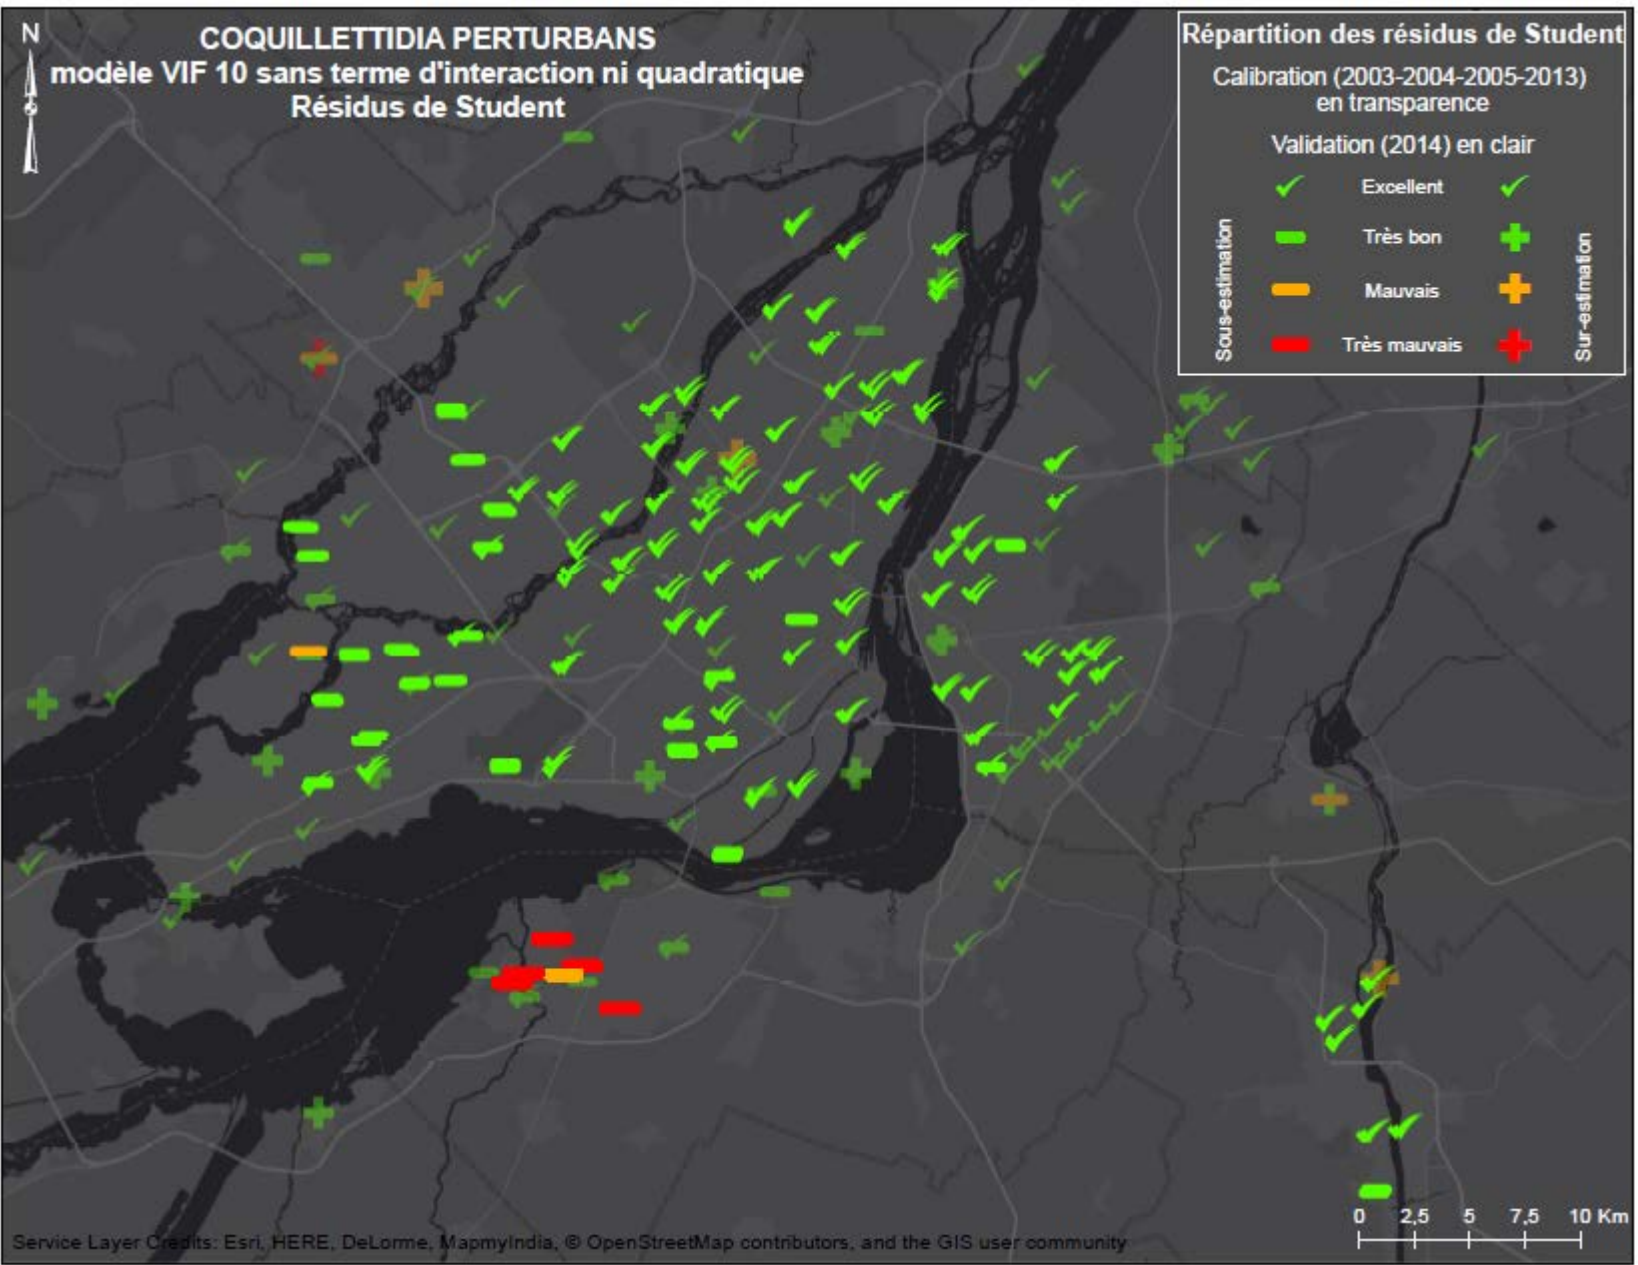 N
COQUILLETTIDIA PERTURBANS
modèle VIF 10 sans terme d'interaction ni quadratique
Résidus de Student
Répartition des résidus de Student
Calibration (2003-2004-2005-2013)
en transparence
Validation (2014) en clair
Excellent
Très bon
Mauvais
Très mauvais
Sous-estimation
Sur-estimation
0 2,5 5 7,5 10 Km
Service Layer Credits: Esri, HERE, DeLorme, MapmyIndia, © OpenStreetMap contributors, and the GIS user community